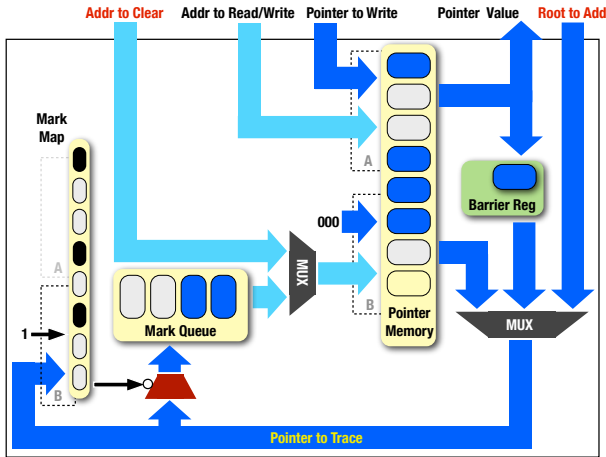 Addr to Clear Addr to Read/Write Pointer to Write Pointer Value Root to Add
Mark
Map
A
A
Barrier Reg
000
MUX
B
Mark Queue
Pointer
Memory
MUX
1
B
Pointer to Trace